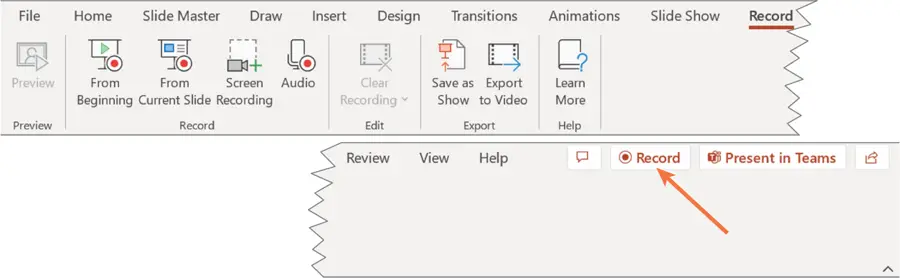 File Home Slide Master Draw Insert Design Transitions Animations Slide Show Record
Preview From Beginning From Current Slide Screen Recording Audio Clear Recording Save as Show Export to Video Learn More
Preview Record Edit Export Help
Review View Help Record Present in Teams